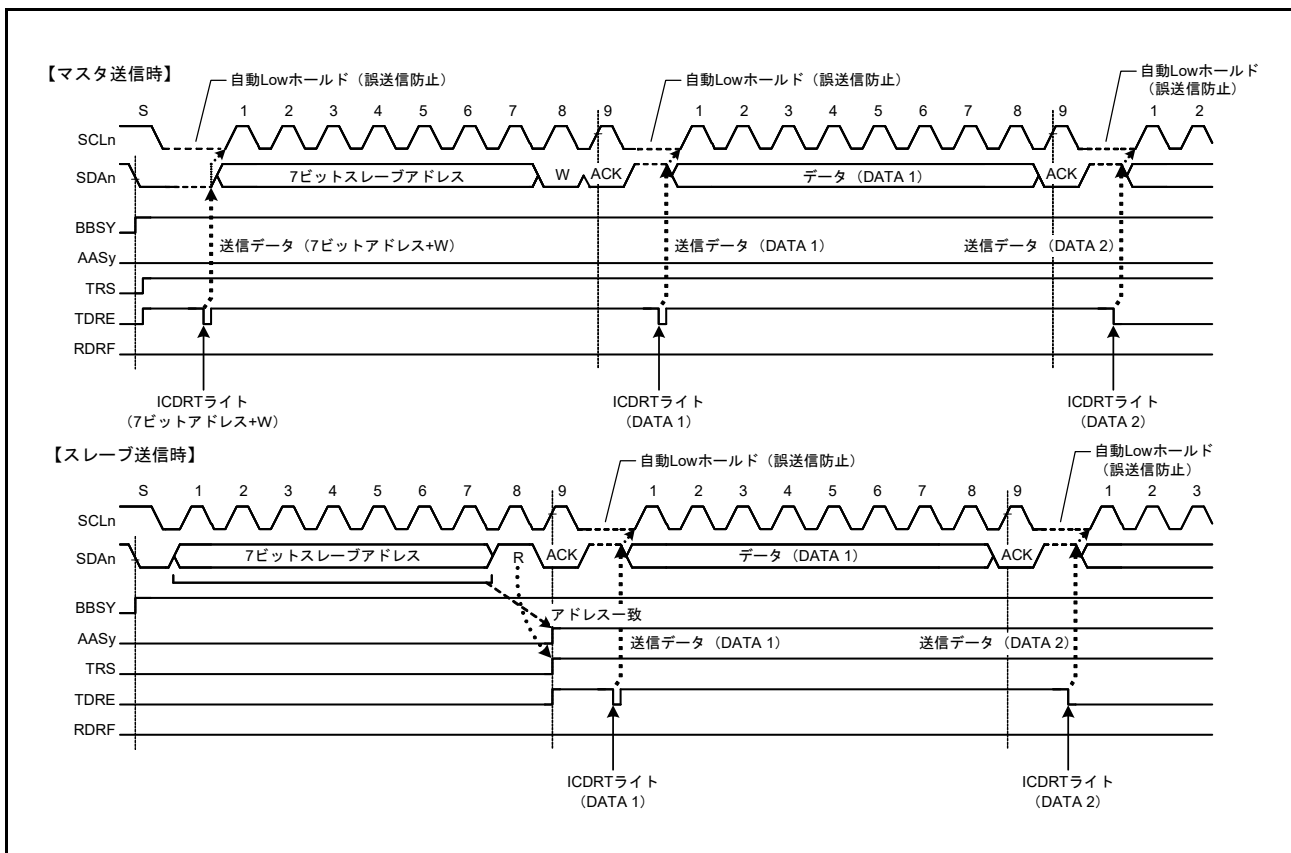 【マスタ送信時】
自動Lowホールド（誤送信防止）
自動Lowホールド（誤送信防止）
自動Lowホールド
（誤送信防止）
S 1 2 3 4 5 6 7 8 9 1 2 3 4 5 6 7 8 9 1 2
SCLn
SDAn 7ビットスレーブアドレス W ACK データ（DATA 1） ACK
BBSY
送信データ（7ビットアドレス+W） 送信データ（DATA 1） 送信データ（DATA 2）
AASy
TRS
TDRE
RDRF
ICDRTライト
（7ビットアドレス+W）
ICDRTライト
（DATA 1）
ICDRTライト
（DATA 2）
【スレーブ送信時】
自動Lowホールド（誤送信防止）
自動Lowホールド
（誤送信防止）
S 1 2 3 4 5 6 7 8 9 1 2 3 4 5 6 7 8 9 1 2 3
SCLn
SDAn 7ビットスレーブアドレス R ACK データ（DATA 1） ACK
BBSY
アドレス一致
AASy
送信データ（DATA 1） 送信データ（DATA 2）
TRS
TDRE
RDRF
ICDRTライト
（DATA 1）
ICDRTライト
（DATA 2）